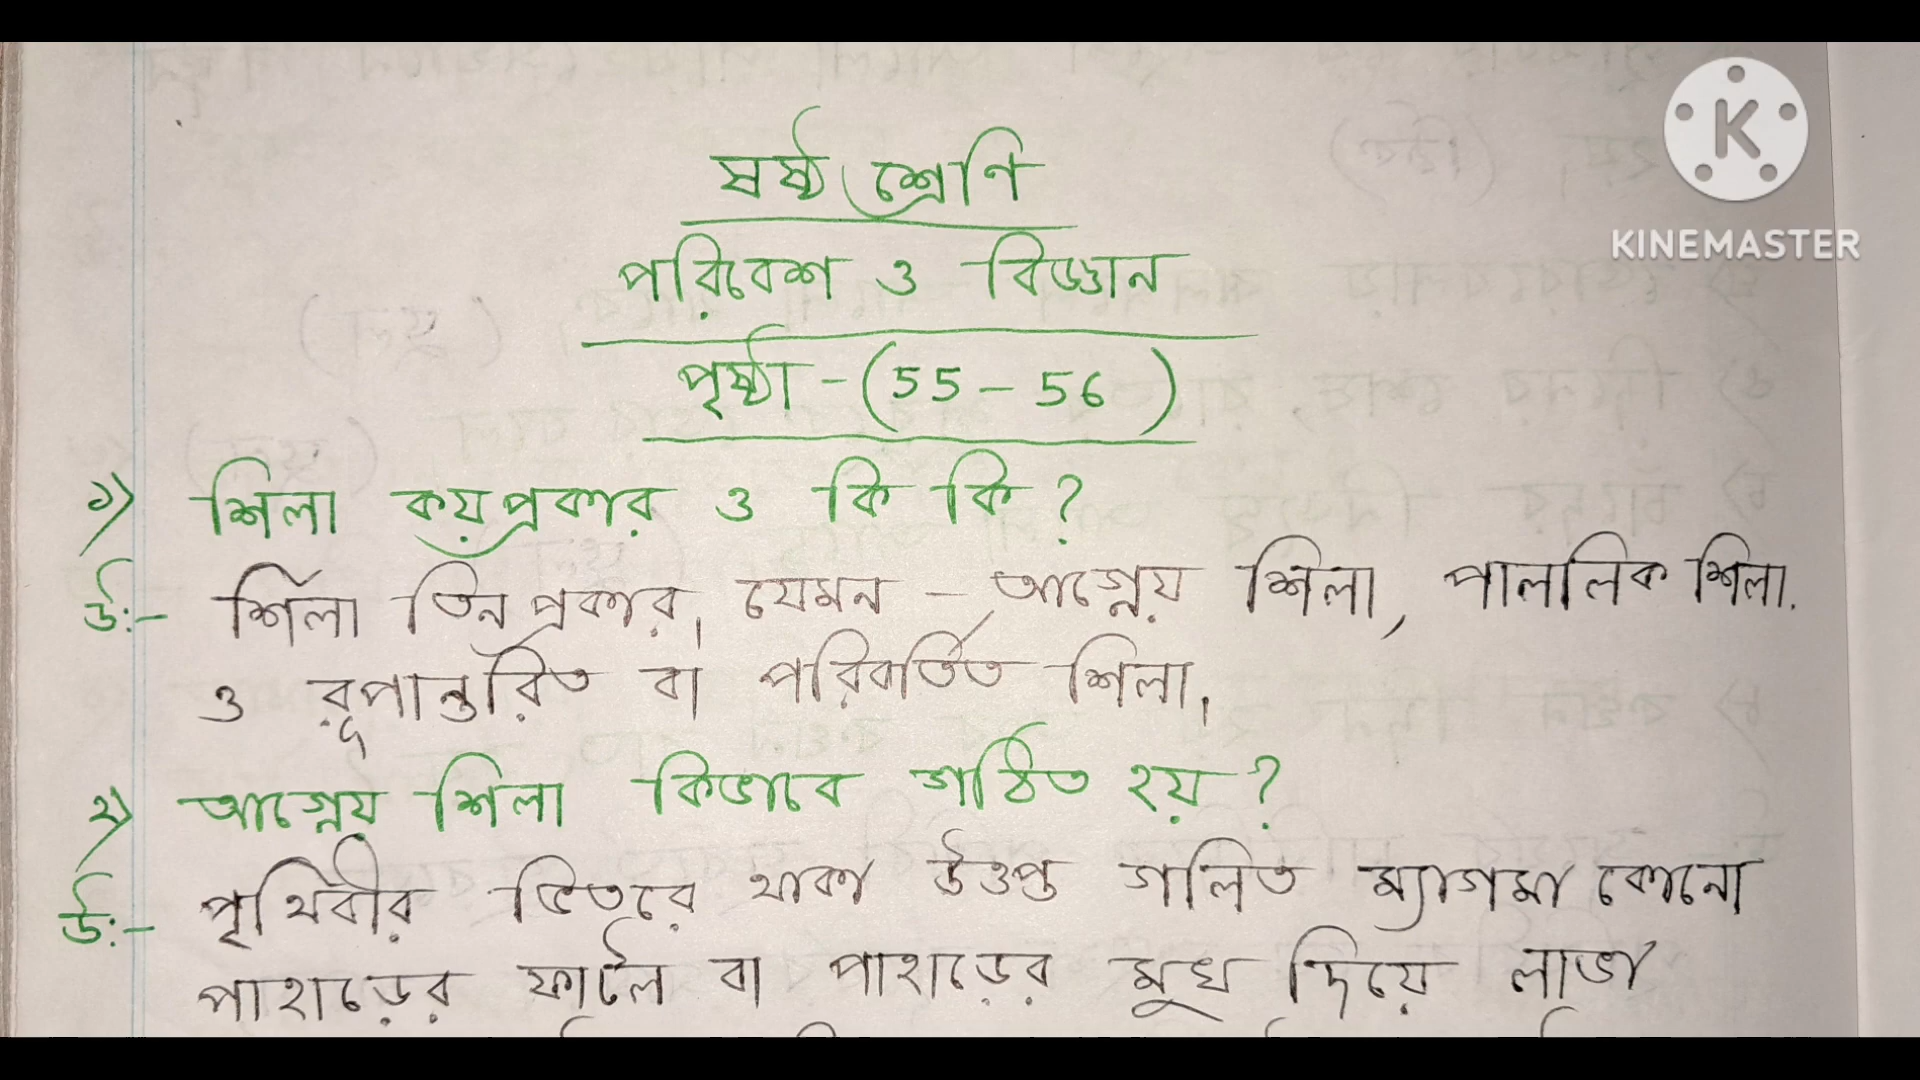 ষষ্ঠ শ্রেণি
K
KINEMASTER
পরিবেশ ও বিজ্ঞান
পৃষ্ঠা - (55 - 56)
১) শিলা কয়প্রকার ও কি কি ?
উঃ- শিলা তিন প্রকার। যেমন - আগ্নেয় শিলা, পাললিক শিলা.
ও রূপান্তরিত বা পরিবর্তিত শিলা।
২) আগ্নেয় শিলা কিভাবে গঠিত হয় ?
উঃ- পৃথিবীর ভিতরে থাকা উত্তপ্ত গলিত ম্যাগমা কোনো
পাহাড়ের ফাটল বা পাহাড়ের মুখ দিয়ে লাভা